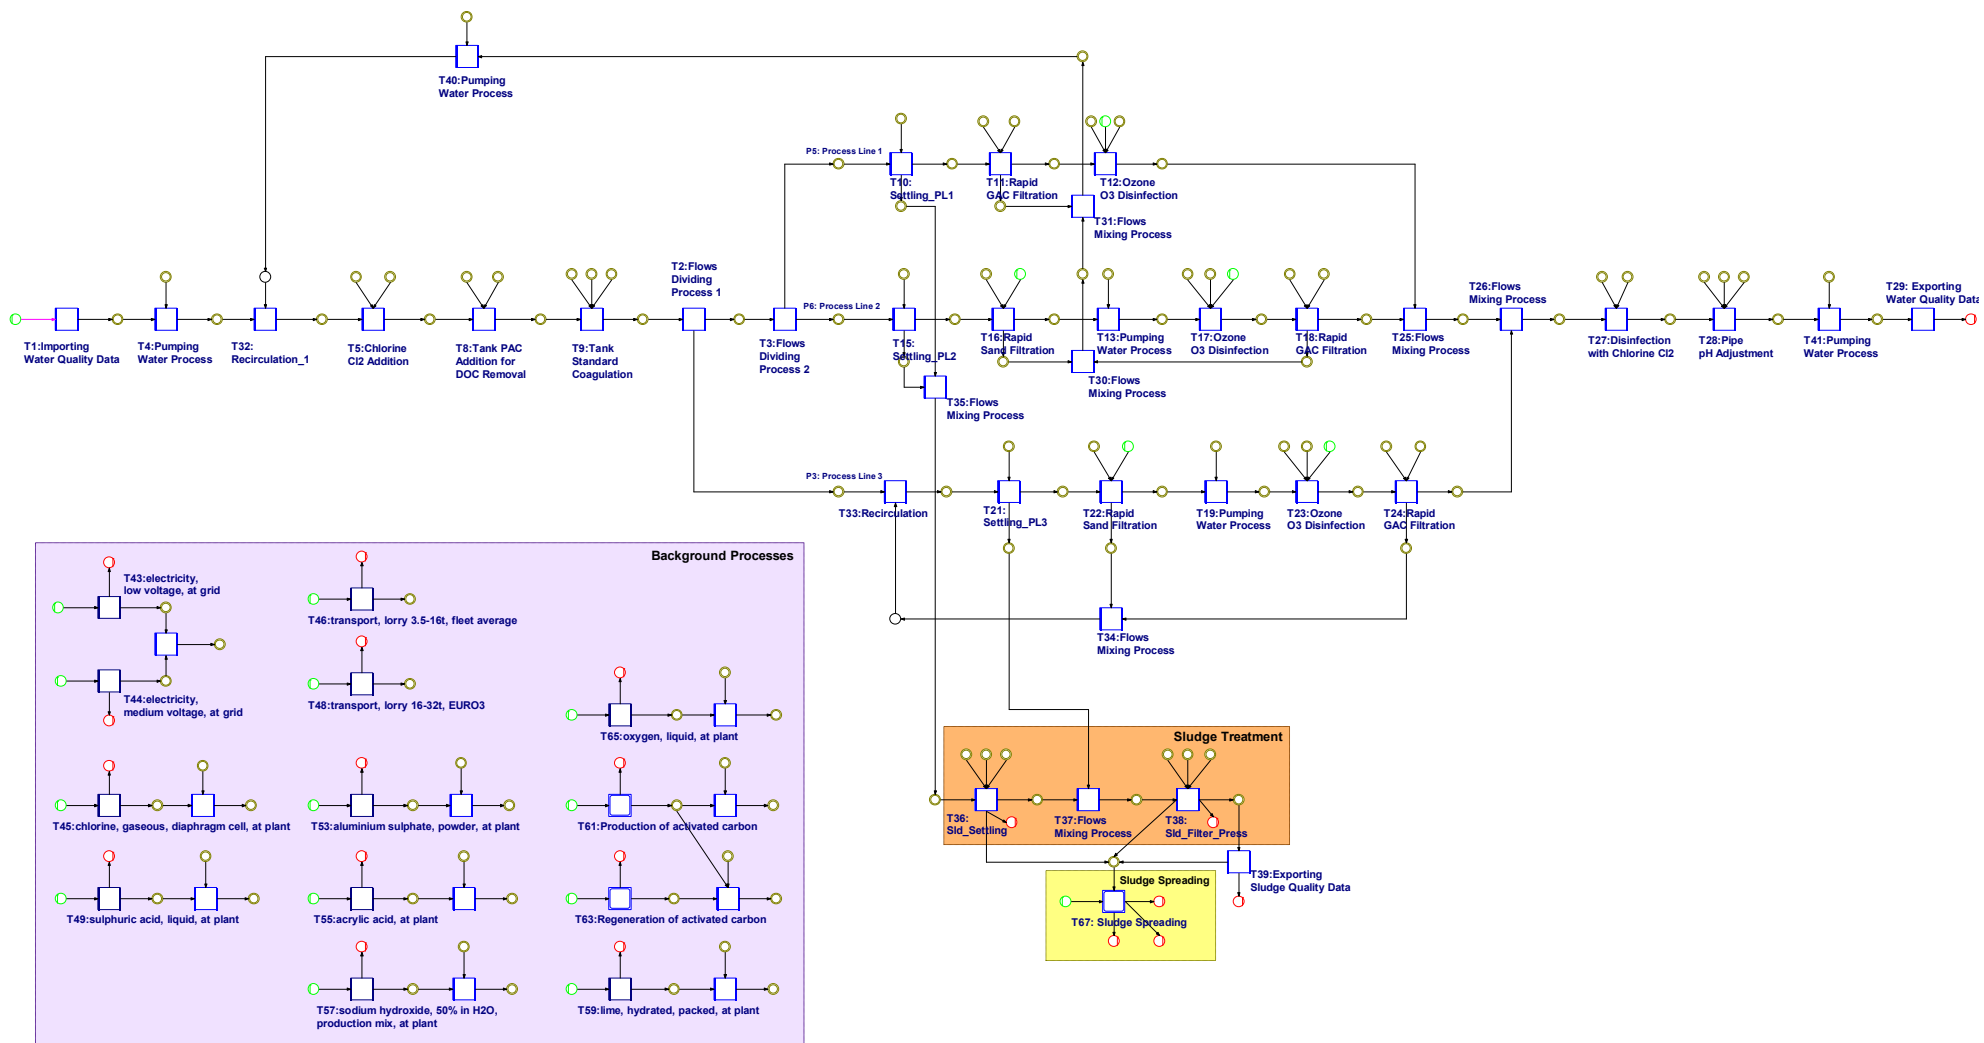 T40:Pumping
Water Process
P5: Process Line 1
T10:
Settling_PL1
T11:Rapid
GAC Filtration
T12:Ozone
O3 Disinfection
T31:Flows
Mixing Process
T1:Importing
Water Quality Data
T4:Pumping
Water Process
T32:
Recirculation_1
T5:Chlorine
Cl2 Addition
T8:Tank PAC
Addition for
DOC Removal
T9:Tank
Standard
Coagulation
T2:Flows
Dividing
Process 1
T3:Flows
Dividing
Process 2
P6: Process Line 2
T15:
Settling_PL2
T16:Rapid
Sand Filtration
T13:Pumping
Water Process
T17:Ozone
O3 Disinfection
T18:Rapid
GAC Filtration
T25:Flows
Mixing Process
T26:Flows
Mixing Process
T27:Disinfection
with Chlorine Cl2
T28:Pipe
pH Adjustment
T41:Pumping
Water Process
T29: Exporting
Water Quality Data
T30:Flows
Mixing Process
T35:Flows
Mixing Process
P3: Process Line 3
T33:Recirculation
T21:
Settling_PL3
T22:Rapid
Sand Filtration
T19:Pumping
Water Process
T23:Ozone
O3 Disinfection
T24:Rapid
GAC Filtration
T34:Flows
Mixing Process
Background Processes
T43:electricity,
low voltage, at grid
T44:electricity,
medium voltage, at grid
T46:transport, lorry 3.5-16t, fleet average
T48:transport, lorry 16-32t, EURO3
T65:oxygen, liquid, at plant
T45:chlorine, gaseous, diaphragm cell, at plant
T53:aluminium sulphate, powder, at plant
T61:Production of activated carbon
T49:sulphuric acid, liquid, at plant
T55:acrylic acid, at plant
T63:Regeneration of activated carbon
T57:sodium hydroxide, 50% in H2O,
production mix, at plant
T59:lime, hydrated, packed, at plant
Sludge Treatment
T36:
Sld_Settling
T37:Flows
Mixing Process
T38:
Sld_Filter_Press
T39:Exporting
Sludge Quality Data
Sludge Spreading
T67: Sludge Spreading